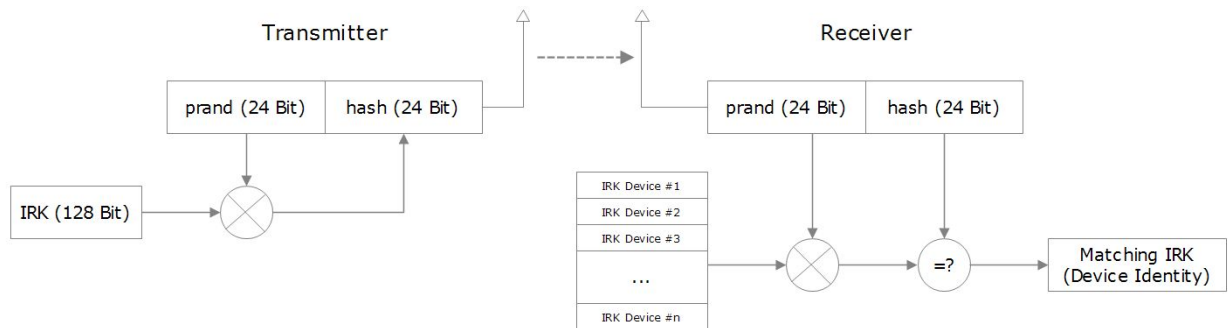 Transmitter
Receiver
prand (24 Bit)
hash (24 Bit)
prand (24 Bit)
hash (24 Bit)
IRK (128 Bit)
IRK Device #1
IRK Device #2
IRK Device #3
...
IRK Device #n
=?
Matching IRK
(Device Identity)